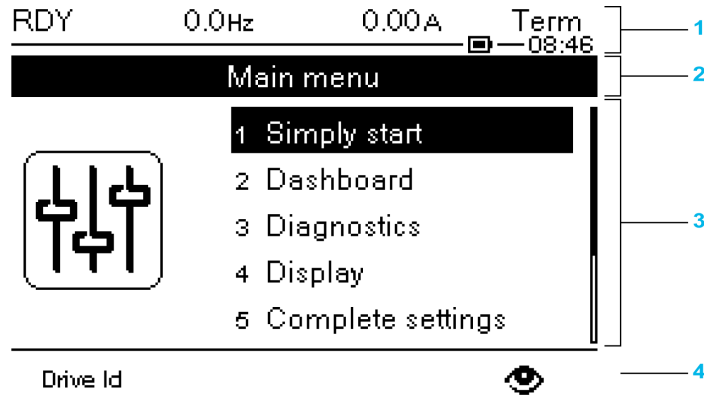 RDY 0.0Hz 0.00A Term 1
08:46
Main menu 2
1 Simply start
2 Dashboard
3 Diagnostics 3
4 Display
5 Complete settings
Drive Id 4